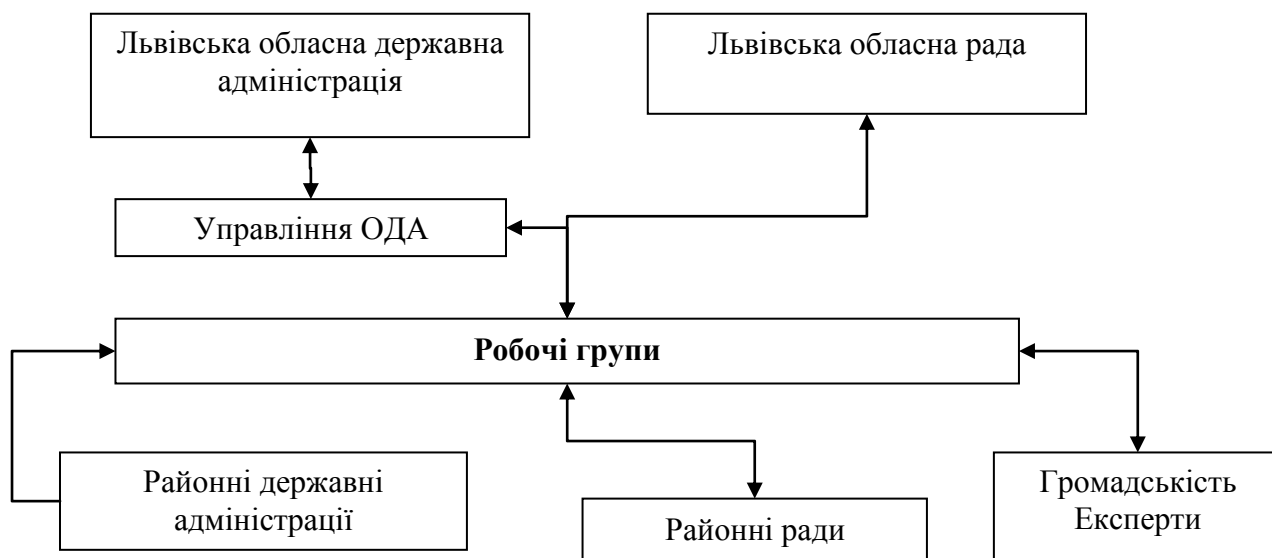 Львівська обласна державна
адміністрація
Львівська обласна рада
Управління ОДА
Робочі групи
Районні державні
адміністрації
Районні ради
Громадськість
Експерти